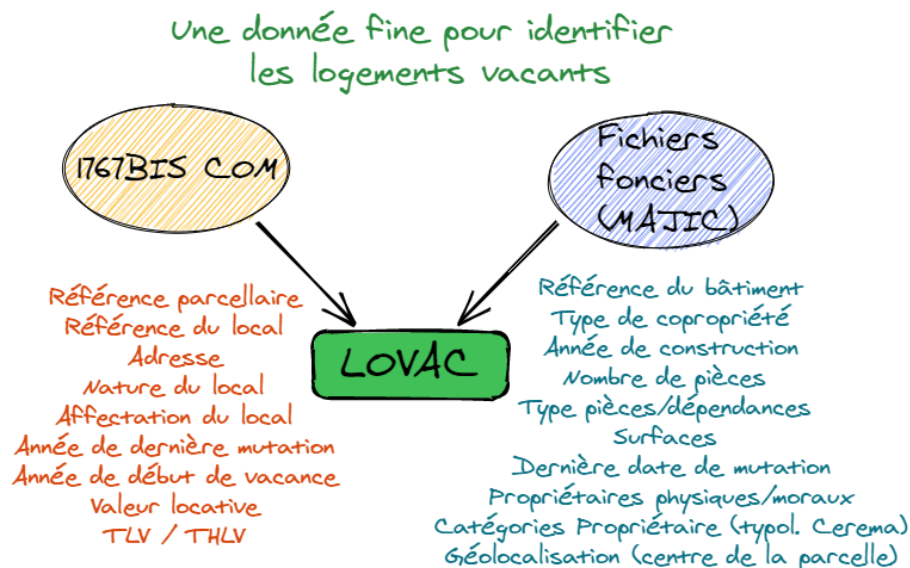 Une donnée fine pour identifier
les logements vacants
1767BIS COM
Fichiers
fonciers
(MAJIC)
LOVAC
Référence parcellaire
Référence du local
Adresse
Nature du local
Affectation du local
Année de dernière mutation
Année de début de vacance
Valeur locative
TLV / THLV
Référence du bâtiment
Type de copropriété
Année de construction
Nombre de pièces
Type pièces/dépendances
Surfaces
Dernière date de mutation
Propriétaires physiques/moraux
Catégories Propriétaire (typol. Cerema)
Géolocalisation (centre de la parcelle)